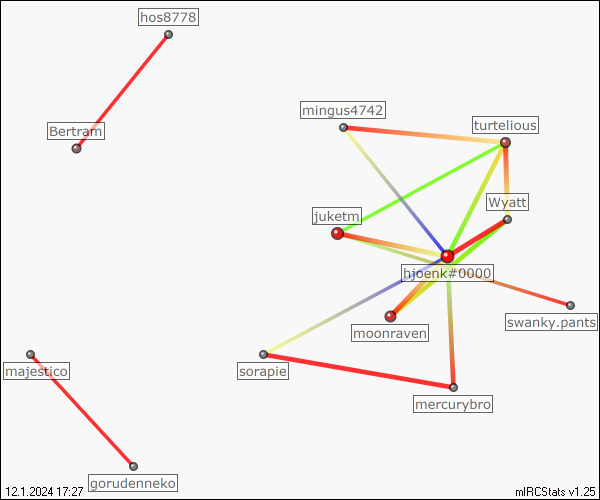 hos8778
Bertram
mingus4742
turtelious
Wyatt
juketm
hjoenk#0000
swanky.pants
moonraven
majestico
sorapie
mercurybro
gorudenneko
12.1.2024 17:27
mIRCStats v1.25